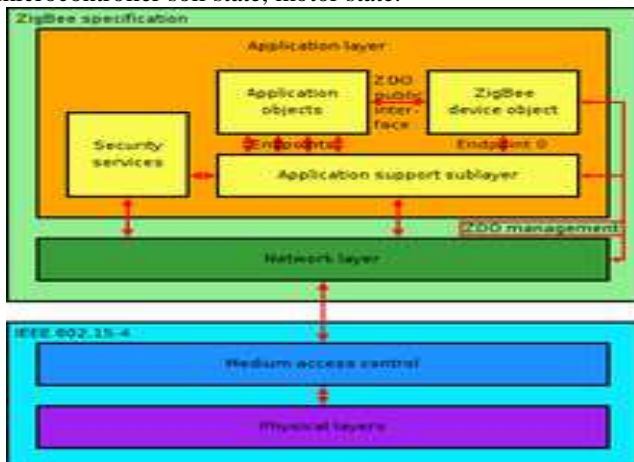 microcontroller soil state, motor state.
ZigBee specification
Application layer
Application
objects
ZDO
public
inter-
face
ZigBee
device object
Security
services
Endpoints
Endpoint 0
Application support sublayer
ZDO management
Network layer
IEEE 802.15-4
Medium access control
Physical layers